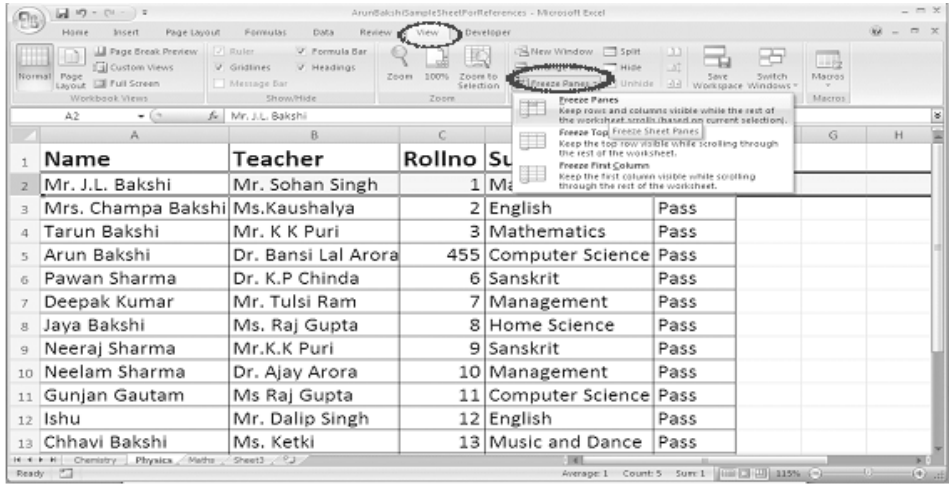 ArunBakshiSampleSheetForReferences - Microsoft Excel
Home Insert Page Layout Formulas Data Review View Developer
Normal Page Layout Page Break Preview Custom Views Full Screen
Workbook Views
Ruler Formula Bar
Gridlines Headings
Message Bar
Show/Hide
Zoom 100% Zoom to Selection
Zoom
New Window Split
Hide
Freeze Panes Unhide
Save Workspace Switch Windows
Macros
Macros
Freeze Panes
Keep rows and columns visible while the rest of
the worksheet scrolls (based on current selection).
Freeze Top
Freeze Sheet Panes
Keep the top row visible while scrolling through
the rest of the worksheet.
Freeze First Column
Keep the first column visible while scrolling
through the rest of the worksheet.
A2 fx Mr. J.L. Bakshi
A B C G H
1 Name Teacher Rollno Su
2 Mr. J.L. Bakshi Mr. Sohan Singh 1 Ma
3 Mrs. Champa Bakshi Ms.Kaushalya 2 English Pass
4 Tarun Bakshi Mr. K K Puri 3 Mathematics Pass
5 Arun Bakshi Dr. Bansi Lal Arora 455 Computer Science Pass
6 Pawan Sharma Dr. K.P Chinda 6 Sanskrit Pass
7 Deepak Kumar Mr. Tulsi Ram 7 Management Pass
8 Jaya Bakshi Ms. Raj Gupta 8 Home Science Pass
9 Neeraj Sharma Mr.K.K Puri 9 Sanskrit Pass
10 Neelam Sharma Dr. Ajay Arora 10 Management Pass
11 Gunjan Gautam Ms Raj Gupta 11 Computer Science Pass
12 Ishu Mr. Dalip Singh 12 English Pass
13 Chhavi Bakshi Ms. Ketki 13 Music and Dance Pass
Chemistry Physics Maths Sheet3
Ready Average: 1 Count: 5 Sum: 1 115%